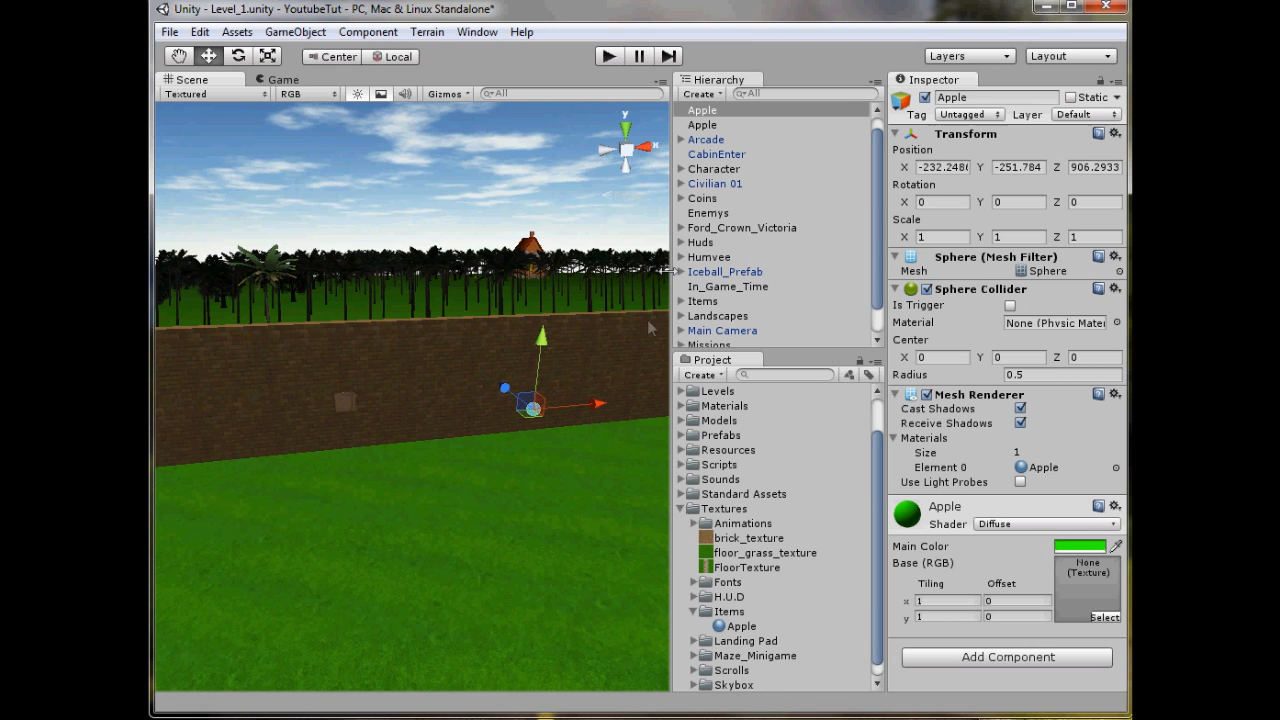 Unity - Level_1.unity - YoutubeTut - PC, Mac & Linux Standalone*
File Edit Assets GameObject Component Terrain Window Help
Center Local Layers Layout
Scene Game
Textured RGB Gizmos All
y
x
Hierarchy
Create All
Apple
Apple
Arcade
CabinEnter
Character
Civilian 01
Coins
Enemys
Ford_Crown_Victoria
Huds
Humvee
Iceball_Prefab
In_Game_Time
Items
Landscapes
Main Camera
Missions
Project
Create
Levels
Materials
Models
Prefabs
Resources
Scripts
Sounds
Standard Assets
Textures
Animations
brick_texture
floor_grass_texture
FloorTexture
Fonts
H.U.D
Items
Apple
Landing Pad
Maze_Minigame
Scrolls
Skybox
Inspector
Apple Static
Tag Untagged Layer Default
Transform
Position
X -232.248 Y -251.784 Z 906.2933
Rotation
X 0 Y 0 Z 0
Scale
X 1 Y 1 Z 1
Sphere (Mesh Filter)
Mesh Sphere
Sphere Collider
Is Trigger
Material None (Physic Mater
Center
X 0 Y 0 Z 0
Radius 0.5
Mesh Renderer
Cast Shadows
Receive Shadows
Materials
Size 1
Element 0 Apple
Use Light Probes
Apple
Shader Diffuse
Main Color
Base (RGB) None (Texture)
Tiling Offset
x 1 0
y 1 0
Select
Add Component